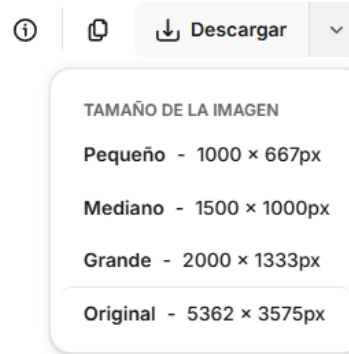 Descargar
TAMAÑO DE LA IMAGEN
Pequeño - 1000 × 667px
Mediano - 1500 × 1000px
Grande - 2000 × 1333px
Original - 5362 × 3575px